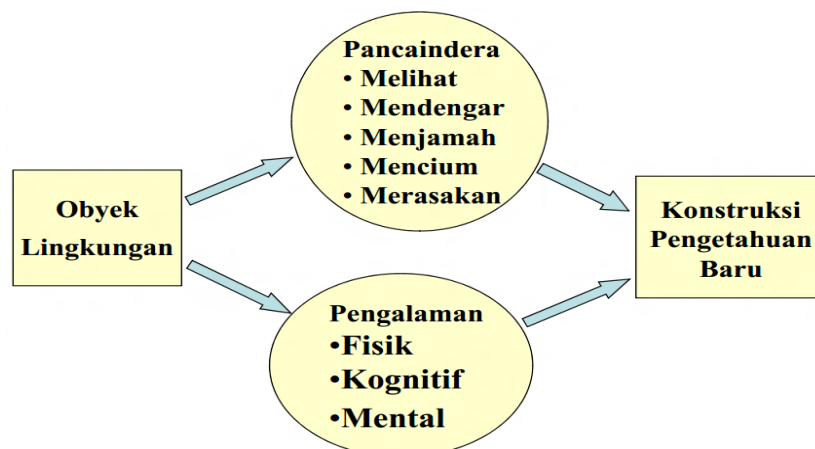 Pancaindera
• Melihat
• Mendengar
• Menjamah
• Mencium
• Merasakan
Obyek
Lingkungan
Konstruksi
Pengetahuan
Baru
Pengalaman
•Fisik
•Kognitif
•Mental